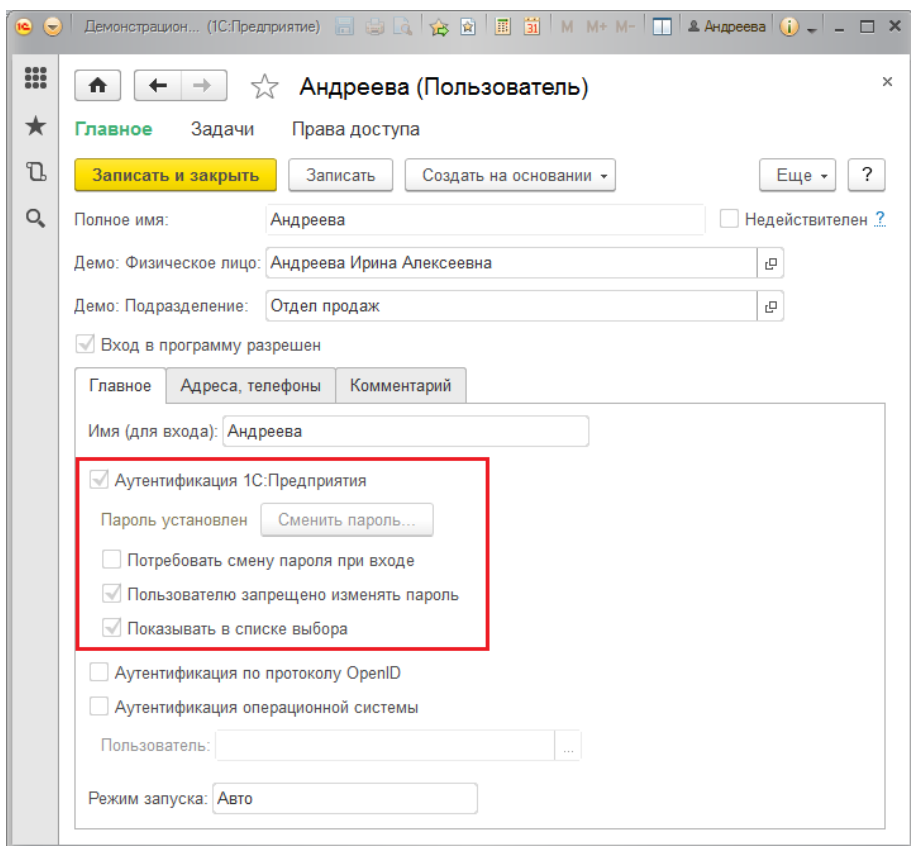 Демонстрацион... (1С:Предприятие) 31 M M+ M- Андреева i
Андреева (Пользователь)
Главное Задачи Права доступа
Записать и закрыть Записать Создать на основании Еще ?
Полное имя: Андреева Недействителен ?
Демо: Физическое лицо: Андреева Ирина Алексеевна
Демо: Подразделение: Отдел продаж
Вход в программу разрешен
Главное Адреса, телефоны Комментарий
Имя (для входа): Андреева
Аутентификация 1С:Предприятия
Пароль установлен Сменить пароль...
Потребовать смену пароля при входе
Пользователю запрещено изменять пароль
Показывать в списке выбора
Аутентификация по протоколу OpenID
Аутентификация операционной системы
Пользователь: ...
Режим запуска: Авто